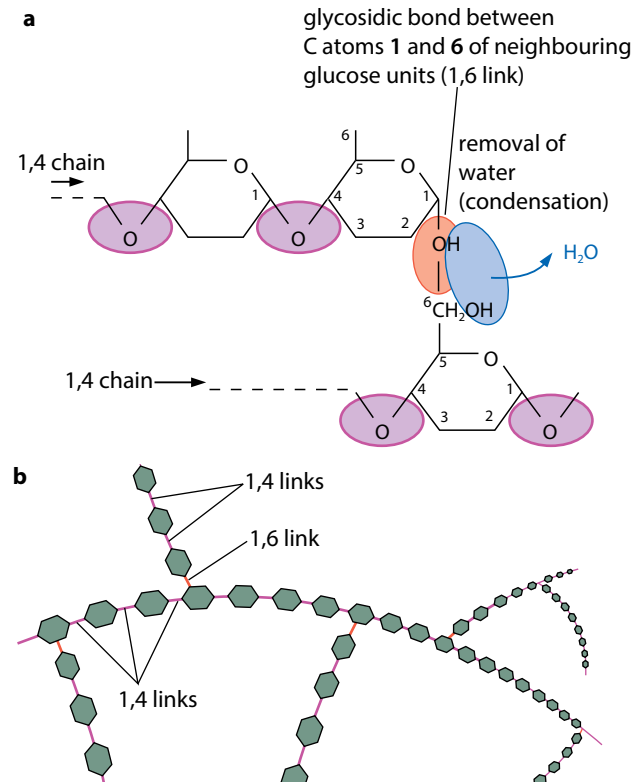 a
glycosidic bond between
C atoms 1 and 6 of neighbouring
glucose units (1,6 link)
removal of
water
(condensation)
1,4 chain
6
5
O
O
1
4
1
3
2
O
O
OH
H₂O
6CH₂OH
5
O
1,4 chain
4
1
3
2
O
O
b
1,4 links
1,6 link
1,4 links